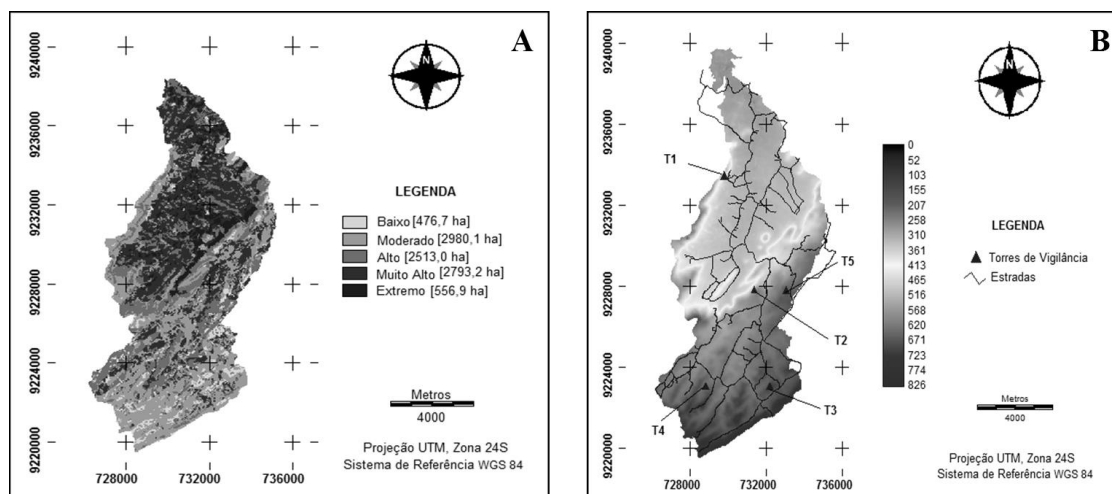 A
N
9240000
9236000
9232000
9228000
9224000
9220000
728000 732000 736000
LEGENDA
Baixo [476,7 ha]
Moderado [2980,1 ha]
Alto [2513,0 ha]
Muito Alto [2793,2 ha]
Extremo [556,9 ha]
Metros
4000
Projeção UTM, Zona 24S
Sistema de Referência WGS 84
B
N
9240000
9236000
9232000
9228000
9224000
9220000
728000 732000 736000
T1
T5
T2
T3
T4
0
52
103
155
207
258
310
361
413
465
516
568
620
671
723
774
826
LEGENDA
Torres de Vigilância
Estradas
Metros
4000
Projeção UTM, Zona 24S
Sistema de Referência WGS 84